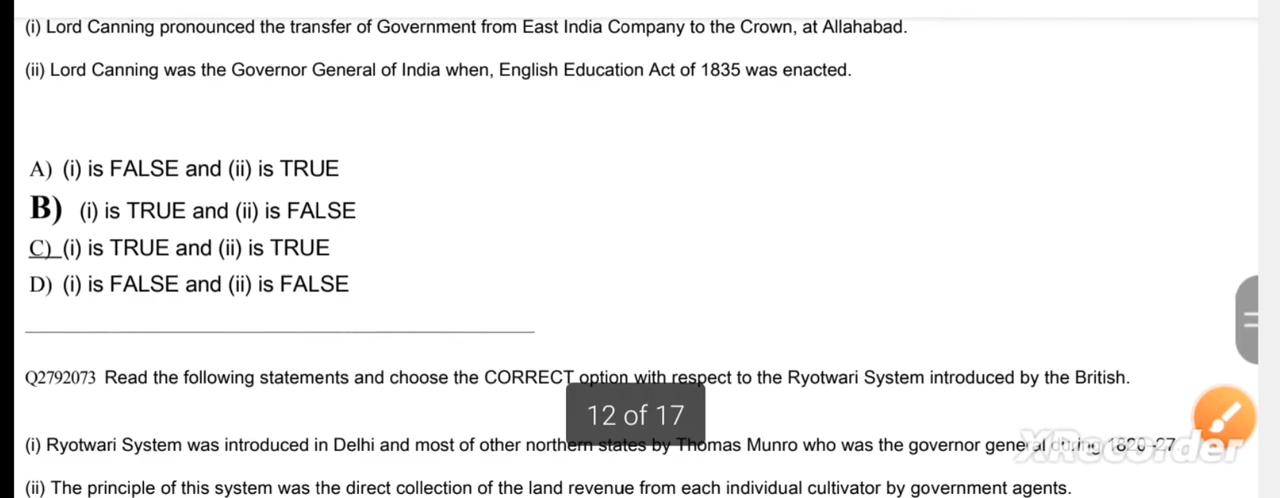 (i) Lord Canning pronounced the transfer of Government from East India Company to the Crown, at Allahabad.
(ii) Lord Canning was the Governor General of India when, English Education Act of 1835 was enacted.
A) (i) is FALSE and (ii) is TRUE
B) (i) is TRUE and (ii) is FALSE
C) (i) is TRUE and (ii) is TRUE
D) (i) is FALSE and (ii) is FALSE
Q2792073 Read the following statements and choose the CORRECT option with respect to the Ryotwari System introduced by the British.
12 of 17
(i) Ryotwari System was introduced in Delhi and most of other northern states by Thomas Munro who was the governor general during 1820-27.
XRecorder
(ii) The principle of this system was the direct collection of the land revenue from each individual cultivator by government agents.